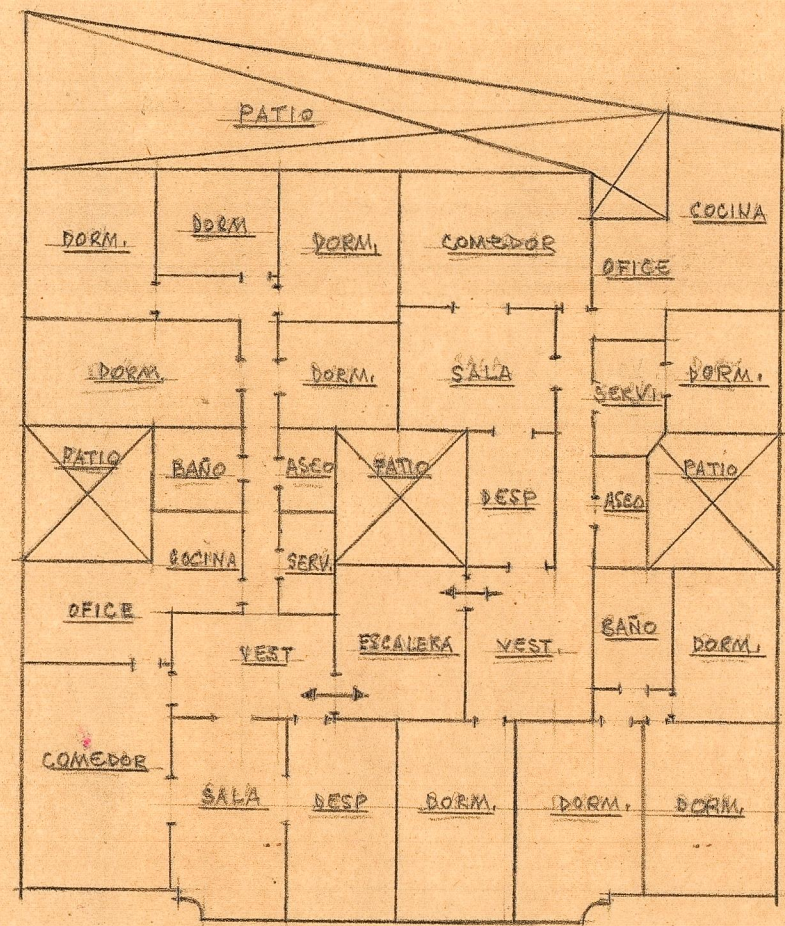 PATIO
COCINA
DORM.
DORM
DORM.
COMEDOR
OFICE
DORM.
DORM.
SALA
SERVI.
DORM.
PATIO
BAÑO
ASEO
PATIO
DESP
ASEO
PATIO
COCINA
SERV.
OFICE
VEST
ESCALERA
VEST.
BAÑO
DORM.
COMEDOR
SALA
DESP
DORM.
DORM.
DORM.